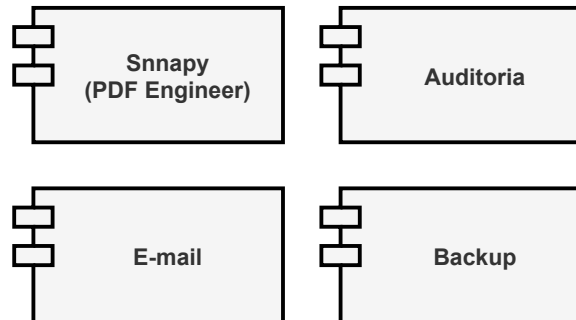 Snnapy
(PDF Engineer)
Auditoria
E-mail
Backup